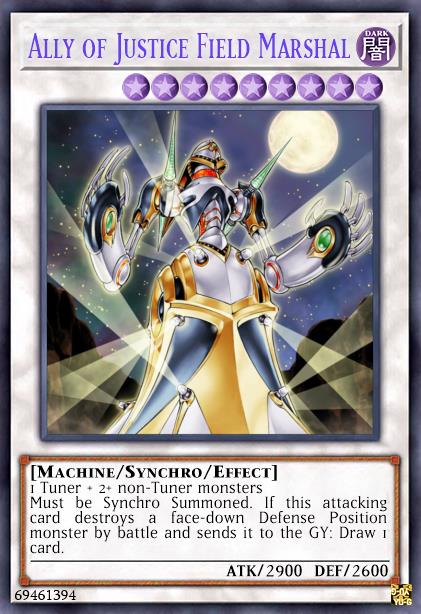 Ally of Justice Field Marshal
DARK
闇
[Machine/Synchro/Effect]
1 Tuner + 2+ non-Tuner monsters
Must be Synchro Summoned. If this attacking
card destroys a face-down Defense Position
monster by battle and sends it to the GY: Draw 1
card.
ATK/2900 DEF/2600
69461394